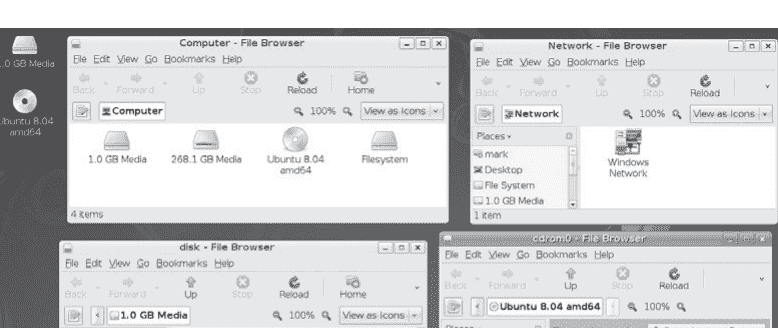 1.0 GB Media
Ubuntu 8.04
amd64
Computer - File Browser
File Edit View Go Bookmarks Help
Back Forward Up Stop Reload Home
Computer 100% View as Icons
1.0 GB Media 268.1 GB Media Ubuntu 8.04 amd64 Filesystem
4 items
Network - File Browser
File Edit View Go Bookmarks Help
Back Forward Up Stop Reload
Network 100% View as Icons
Places
mark
Desktop
File System
1.0 GB Media
Windows
Network
1 item
disk - File Browser
File Edit View Go Bookmarks Help
Back Forward Up Stop Reload Home
1.0 GB Media 100% View as Icons
cdrom0 - File Browser
File Edit View Go Bookmarks Help
Back Forward Up Stop Reload
Ubuntu 8.04 amd64 100%
Places